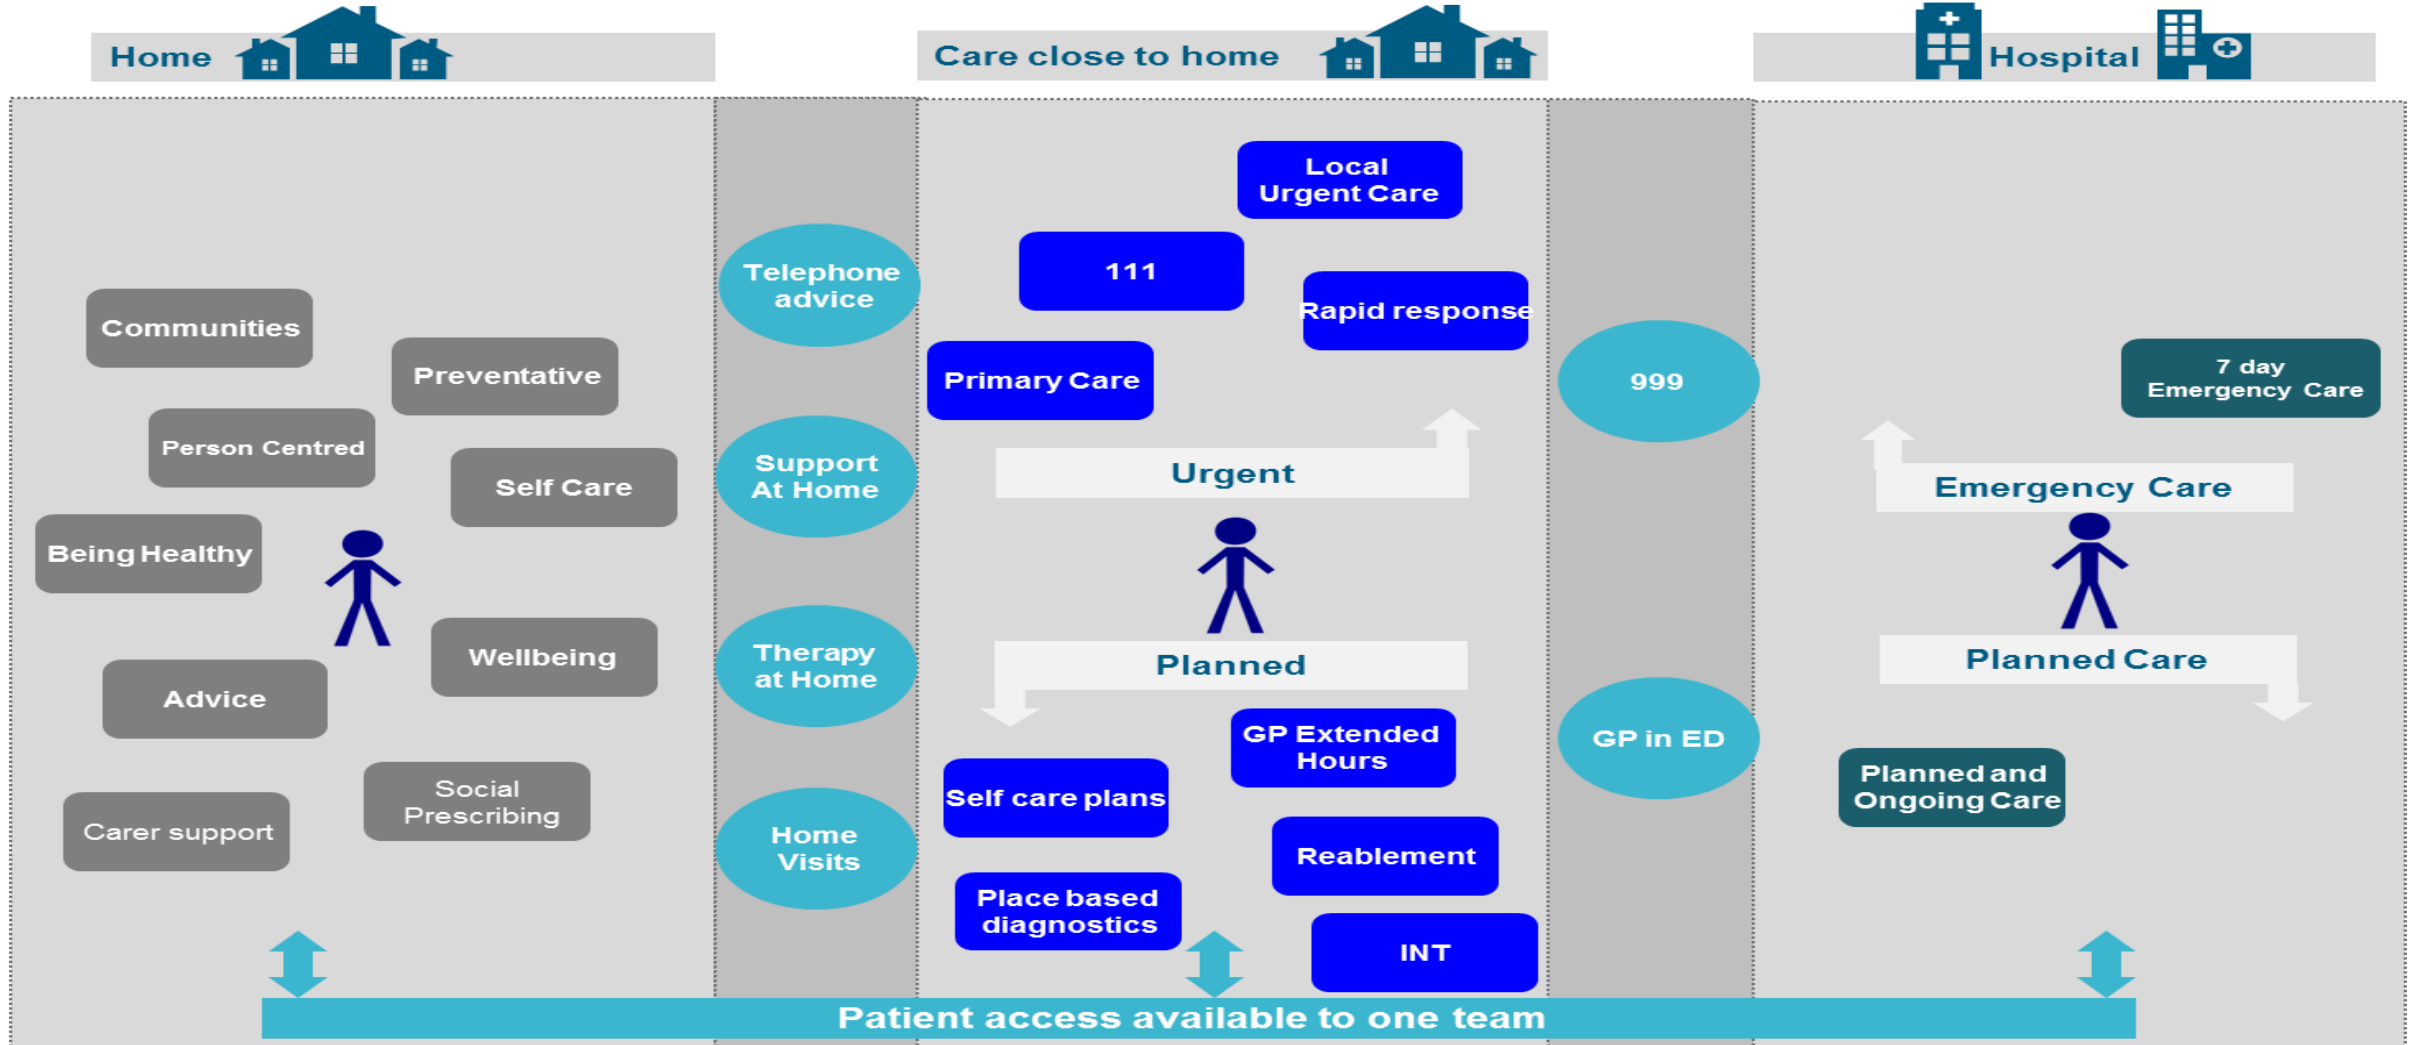 Home
Care close to home
Hospital
Communities
Preventative
Person Centred
Self Care
Being Healthy
Wellbeing
Advice
Social
Prescribing
Carer support
Telephone
advice
Support
At Home
Therapy
at Home
Home
Visits
Local
Urgent Care
111
Rapid response
Primary Care
Urgent
Planned
GP Extended
Hours
Self care plans
Reablement
Place based
diagnostics
INT
999
GP in ED
7 day
Emergency Care
Emergency Care
Planned Care
Planned and
Ongoing Care
Patient access available to one team